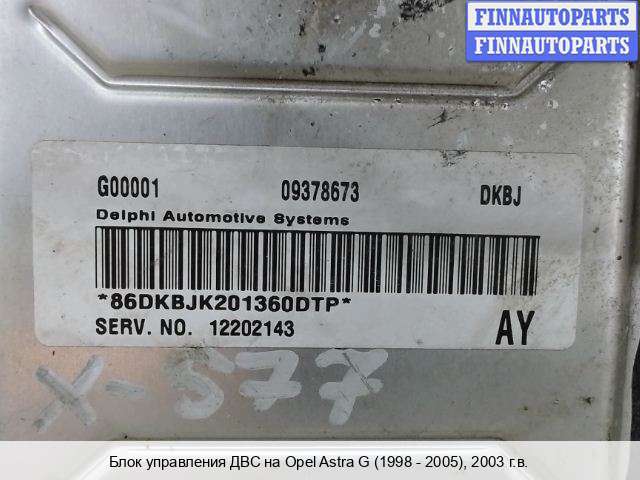 FINNAUTOPARTS
FINNAUTOPARTS
G00001 09378673 DKBJ
Delphi Automotive Systems
*86DKBJK201360DTP*
SERV. NO. 12202143 AY
X-577
Блок управления ДВС на Opel Astra G (1998 - 2005), 2003 г.в.